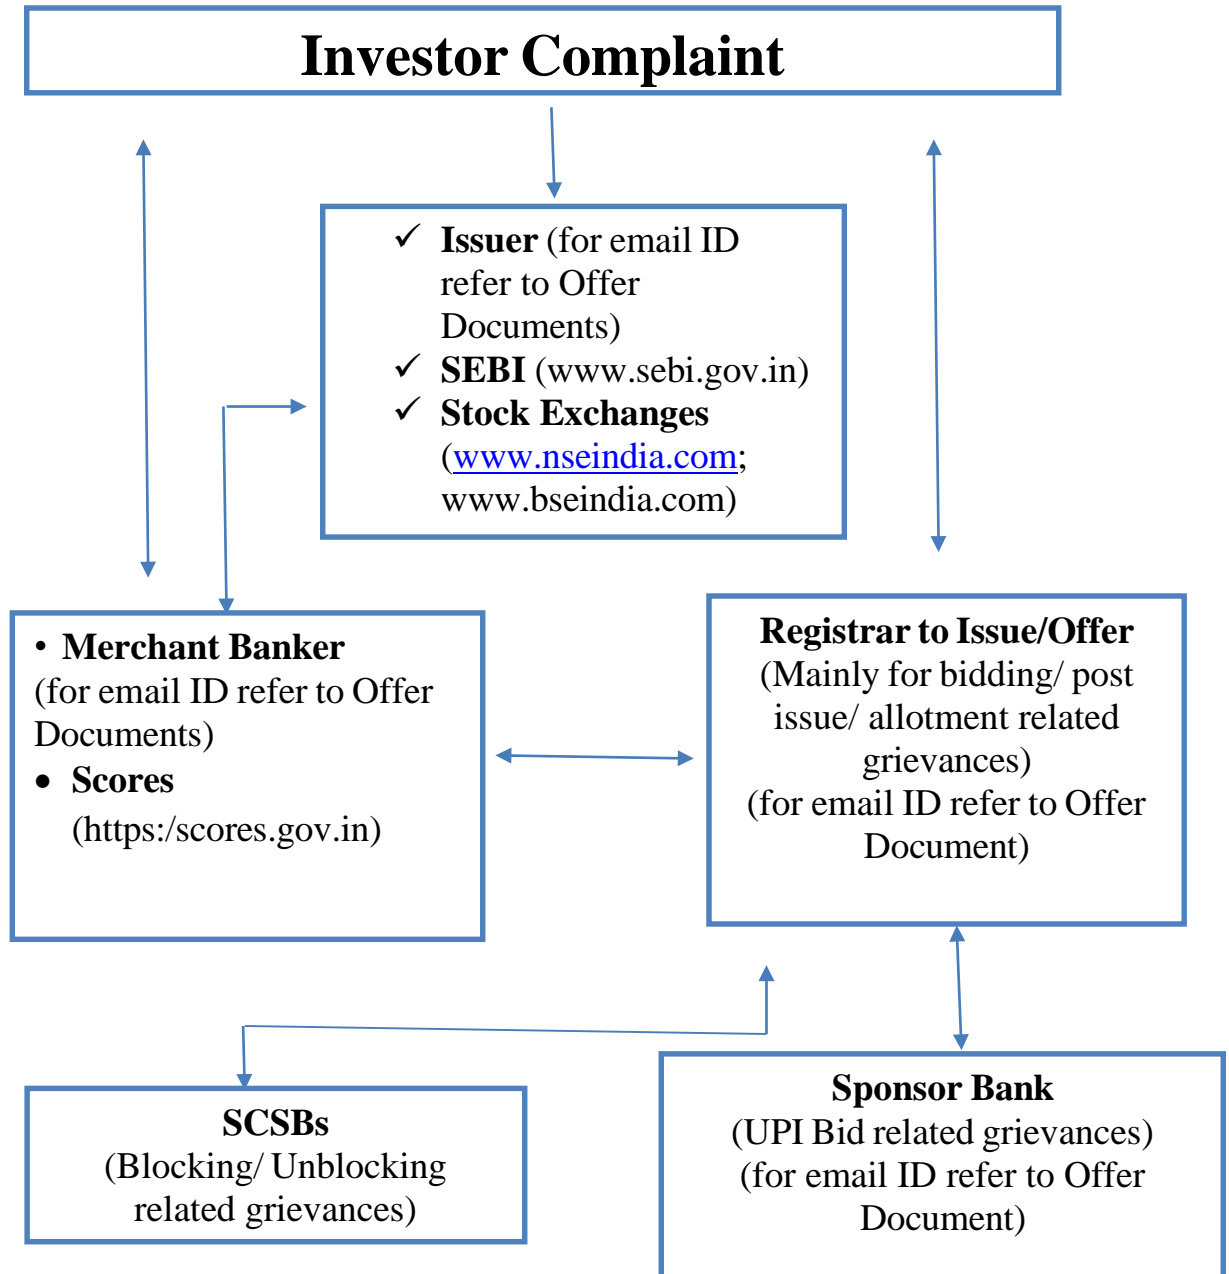 Investor Complaint
✓ Issuer (for email ID
refer to Offer
Documents)
✓ SEBI (www.sebi.gov.in)
✓ Stock Exchanges
(www.nseindia.com;
www.bseindia.com)
• Merchant Banker
(for email ID refer to Offer
Documents)
• Scores
(https:/scores.gov.in)
Registrar to Issue/Offer
(Mainly for bidding/ post
issue/ allotment related
grievances)
(for email ID refer to Offer
Document)
SCSBs
(Blocking/ Unblocking
related grievances)
Sponsor Bank
(UPI Bid related grievances)
(for email ID refer to Offer
Document)